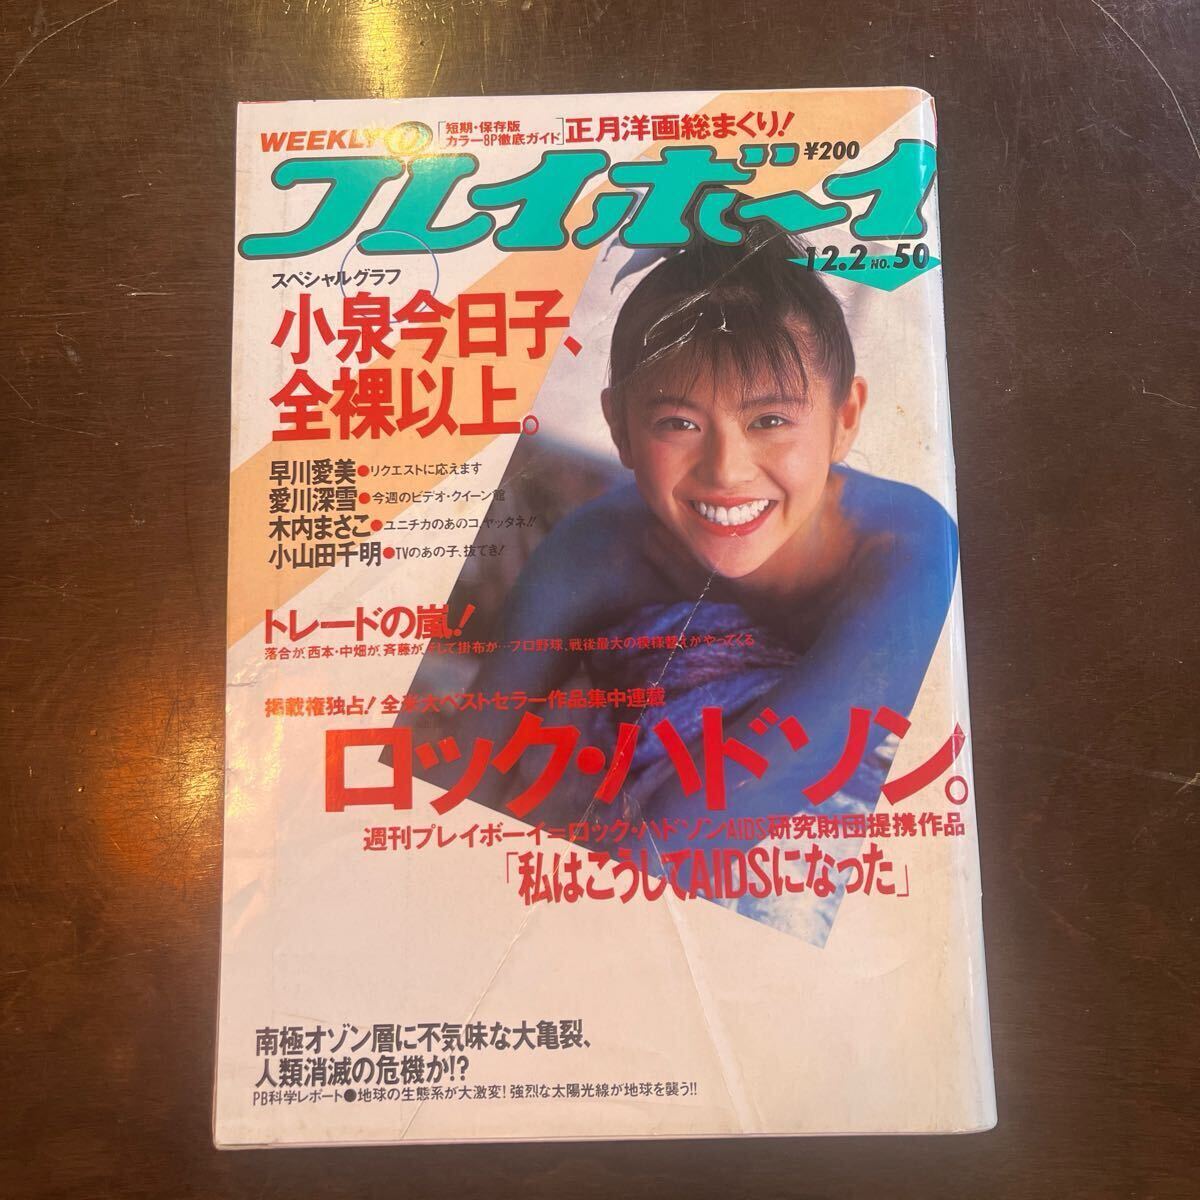 WEEKLY
[短期・保存版
カラー8P徹底ガイド]
正月洋画総まくり!
プレイボーイ
¥200
12.2 NO.50
スペシャルグラフ
小泉今日子、
全裸以上。
早川愛美●リクエストに応えます
愛川深雪●今週のビデオ・クイーン館
木内まさこ●ユニチカのあのコ、ヤッタネ!!
小山田千明●TVのあの子、抜てき!
トレードの嵐!
落合が、西本・中畑が、斉藤が、そして掛布が…プロ野球、戦後最大の模様替えがやってくる
掲載権独占!全米大ベストセラー作品集中連載
ロック・ハドソン。
週刊プレイボーイ=ロック・ハドソンAIDS研究財団提携作品
「私はこうしてAIDSになった」
南極オゾン層に不気味な大亀裂、
人類消滅の危機か!?
PB科学レポート●地球の生態系が大激変!強烈な太陽光線が地球を襲う!!